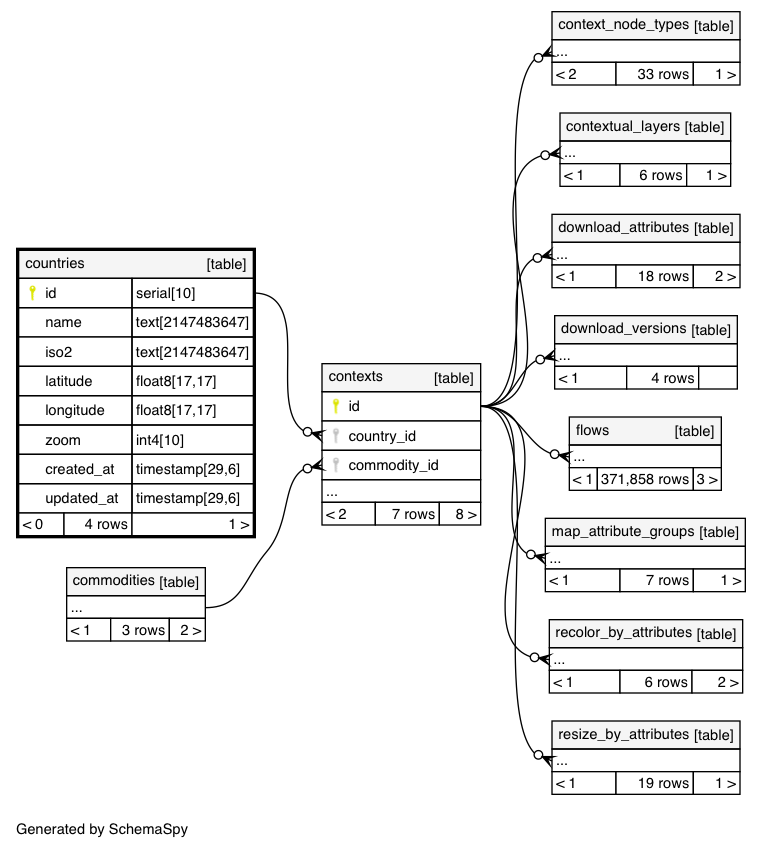 context_node_types [table]
...
< 2 33 rows 1 >
contextual_layers [table]
...
< 1 6 rows 1 >
download_attributes [table]
...
< 1 18 rows 2 >
download_versions [table]
...
< 1 4 rows
flows [table]
...
< 1 371,858 rows 3 >
map_attribute_groups [table]
...
< 1 7 rows 1 >
recolor_by_attributes [table]
...
< 1 6 rows 2 >
resize_by_attributes [table]
...
< 1 19 rows 1 >
countries [table]
id serial[10]
name text[2147483647]
iso2 text[2147483647]
latitude float8[17,17]
longitude float8[17,17]
zoom int4[10]
created_at timestamp[29,6]
updated_at timestamp[29,6]
< 0 4 rows 1 >
contexts [table]
id
country_id
commodity_id
...
< 2 7 rows 8 >
commodities [table]
...
< 1 3 rows 2 >
Generated by SchemaSpy